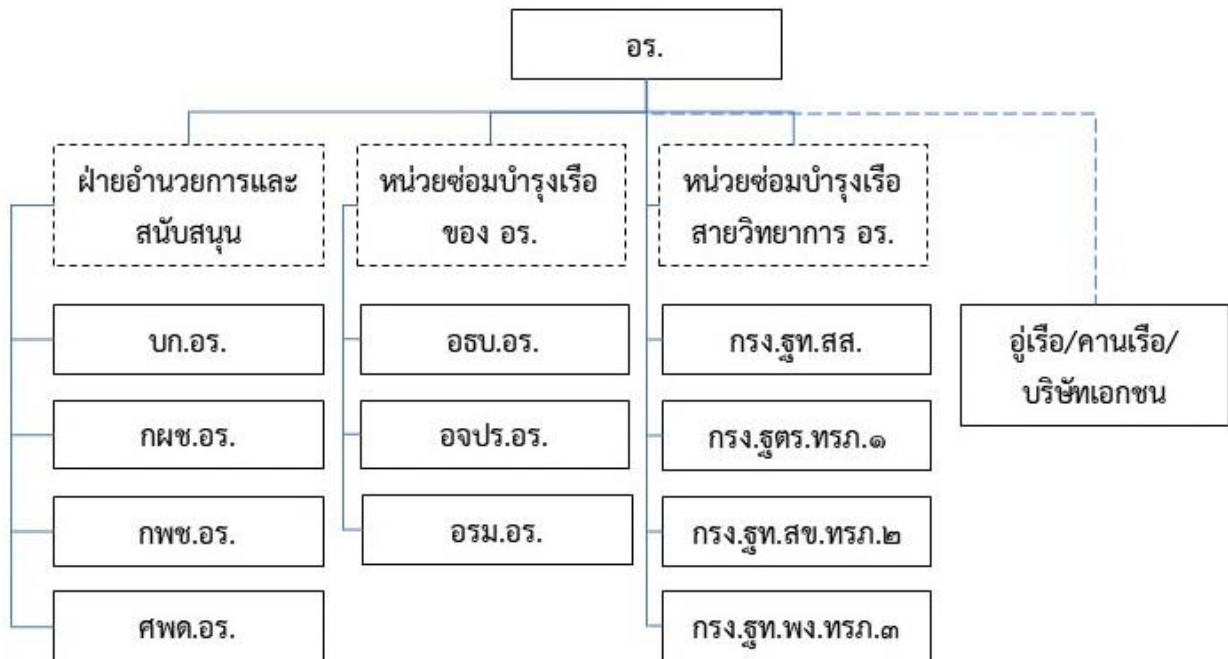 อร.
ฝ่ายอำนวยการและ
สนับสนุน
บก.อร.
กผช.อร.
กพช.อร.
ศพด.อร.
หน่วยซ่อมบำรุงเรือ
ของ อร.
อธบ.อร.
อจปร.อร.
อรม.อร.
หน่วยซ่อมบำรุงเรือ
สายวิทยาการ อร.
กรง.ฐท.สส.
กรง.ฐตร.ทรภ.๑
กรง.ฐท.สข.ทรภ.๒
กรง.ฐท.พง.ทรภ.๓
อู่เรือ/คานเรือ/
บริษัทเอกชน